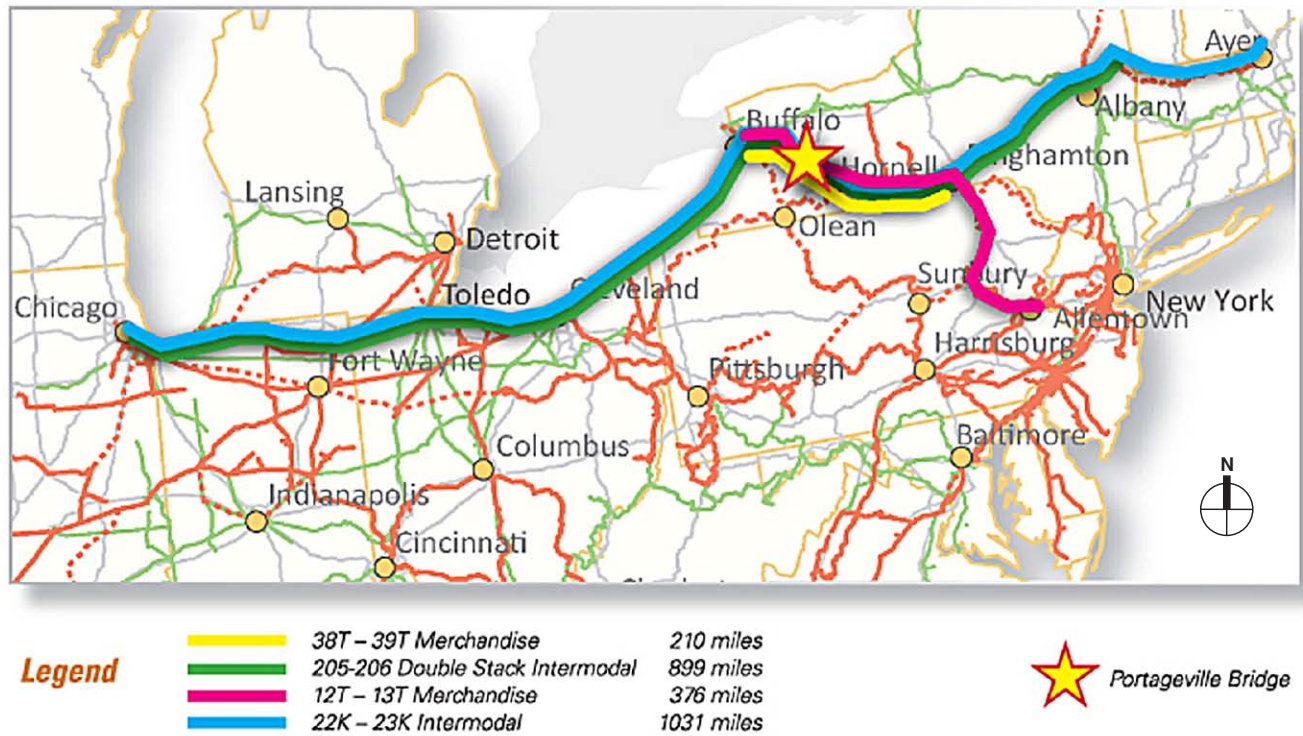 Ayer
Buffalo
Albany
Hornell
Lansing
Olean
Detroit
Sunbury
Toledo
New York
Chicago
Allentown
Harrisburg
Fort Wayne
Pittsburgh
Baltimore
Columbus
N
Indianapolis
Cincinnati
Legend
38T – 39T Merchandise 210 miles
205-206 Double Stack Intermodal 899 miles
12T – 13T Merchandise 376 miles
22K – 23K Intermodal 1031 miles
Portageville Bridge